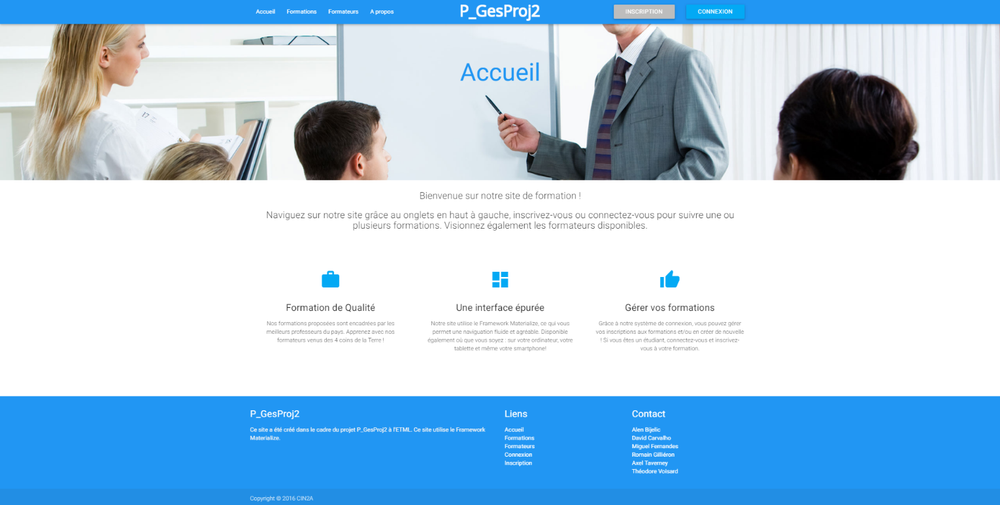 Accueil Formations Formateurs A propos P_GesProj2 INSCRIPTION CONNEXION
Accueil
17
Bienvenue sur notre site de formation !
Naviguez sur notre site grâce au onglets en haut à gauche, inscrivez-vous ou connectez-vous pour suivre une ou
plusieurs formations. Visionnez également les formateurs disponibles.
Formation de Qualité
Nos formations proposées sont encadrées par les
meilleurs professeurs du pays. Apprenez avec nos
formateurs venus des 4 coins de la Terre !
Une interface épurée
Notre site utilise le Framework Materialize, ce qui vous
permet une naviguation fluide et agréable. Disponible
également où que vous soyez : sur votre ordinateur, votre
tablette et même votre smartphone!
Gérer vos formations
Grâce à notre système de connexion, vous pouvez gérer
vos inscriptions aux formations et/ou en créer de nouvelle
! Si vous êtes un étudiant, connectez-vous et inscrivez-
vous à votre formation.
P_GesProj2
Ce site a été créé dans le cadre du projet P_GesProj2 à l'ETML. Ce site utilise le Framework
Materialize.
Liens
Accueil
Formations
Formateurs
Connexion
Inscription
Contact
Alen Bijelic
David Carvalho
Miguel Fernandes
Romain Gilliéron
Axel Taverney
Théodore Voisard
Copyright © 2016 CIN2A